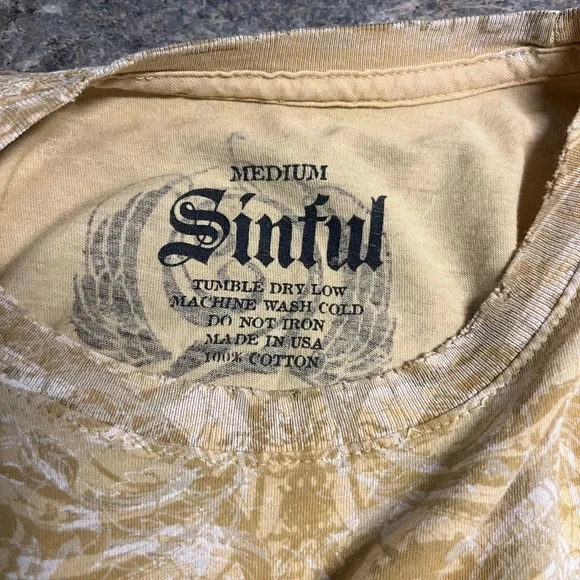 MEDIUM
Sinful
TUMBLE DRY LOW
MACHINE WASH COLD
DO NOT IRON
MADE IN USA
100% COTTON